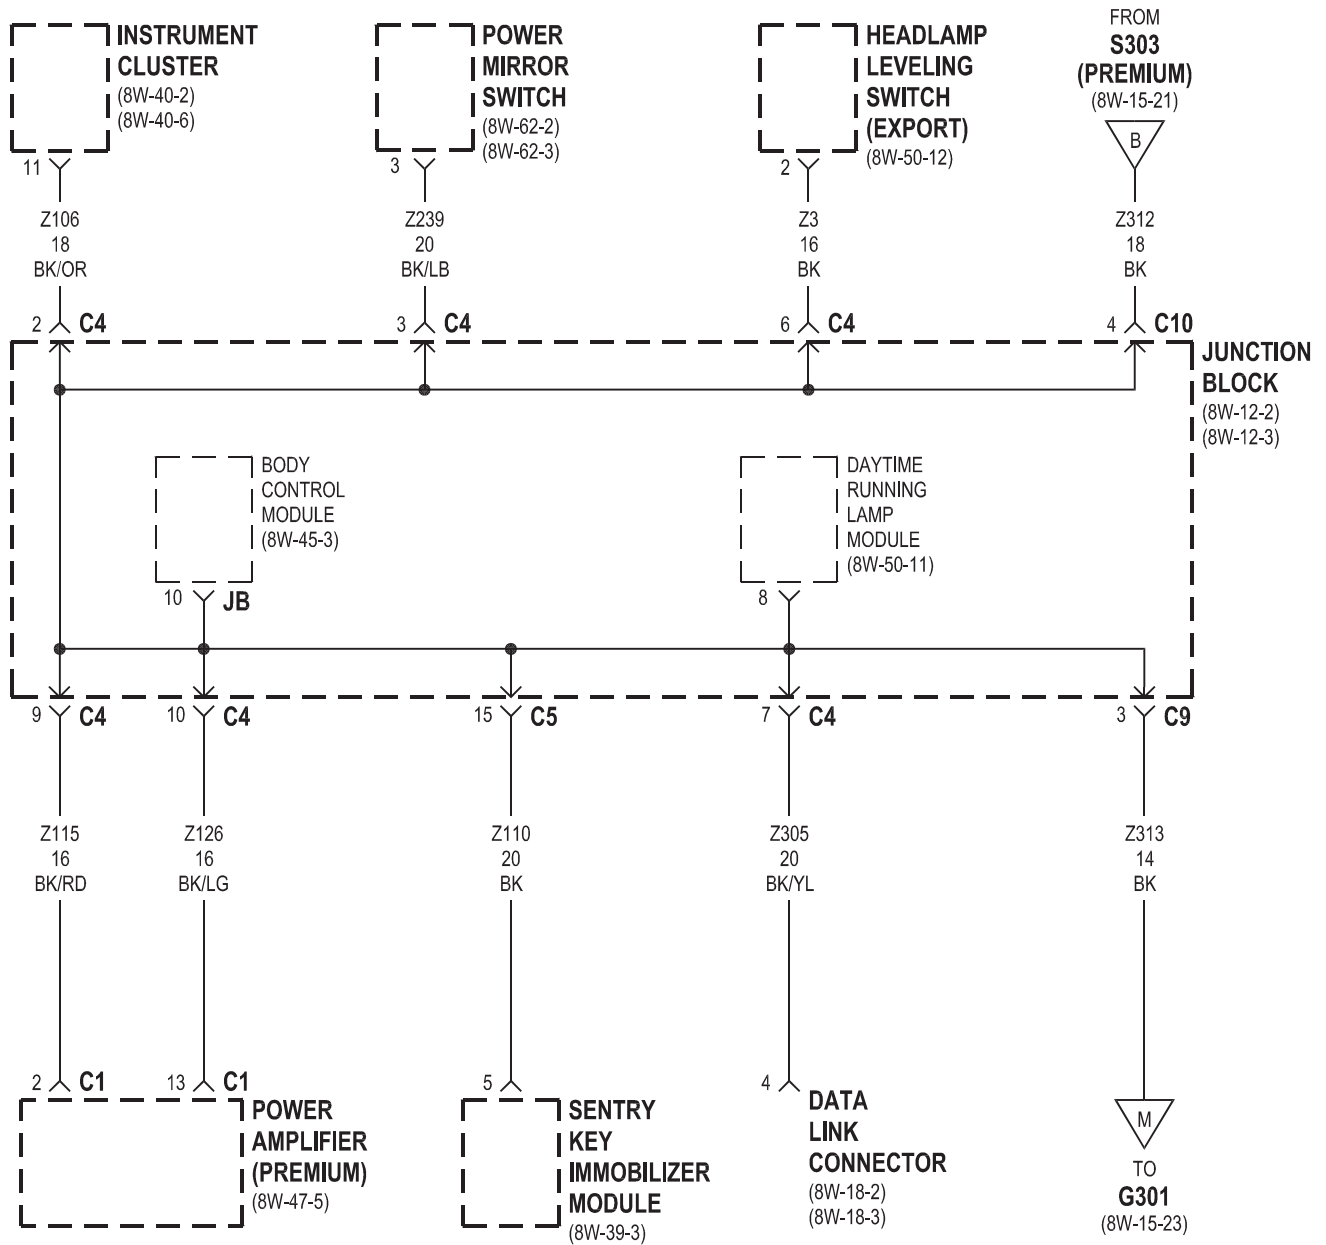 INSTRUMENT
CLUSTER
(8W-40-2)
(8W-40-6)
POWER
MIRROR
SWITCH
(8W-62-2)
(8W-62-3)
HEADLAMP
LEVELING
SWITCH
(EXPORT)
(8W-50-12)
FROM
S303
(PREMIUM)
(8W-15-21)
B
11
3
2
Z106
18
BK/OR
Z239
20
BK/LB
Z3
16
BK
Z312
18
BK
2 C4
3 C4
6 C4
4 C10
JUNCTION
BLOCK
(8W-12-2)
(8W-12-3)
BODY
CONTROL
MODULE
(8W-45-3)
10 JB
DAYTIME
RUNNING
LAMP
MODULE
(8W-50-11)
8
9 C4
10 C4
15 C5
7 C4
3 C9
Z115
16
BK/RD
Z126
16
BK/LG
Z110
20
BK
Z305
20
BK/YL
Z313
14
BK
2 C1
13 C1
5
4
POWER
AMPLIFIER
(PREMIUM)
(8W-47-5)
SENTRY
KEY
IMMOBILIZER
MODULE
(8W-39-3)
DATA
LINK
CONNECTOR
(8W-18-2)
(8W-18-3)
M
TO
G301
(8W-15-23)